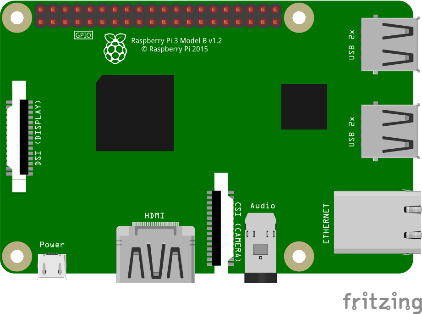 GPIO
Raspberry Pi 3 Model B v1.2
© Raspberry Pi 2015
USB 2x
DSI (DISPLAY)
USB 2x
Power
HDMI
CSI (CAMERA)
Audio
ETHERNET
fritzing